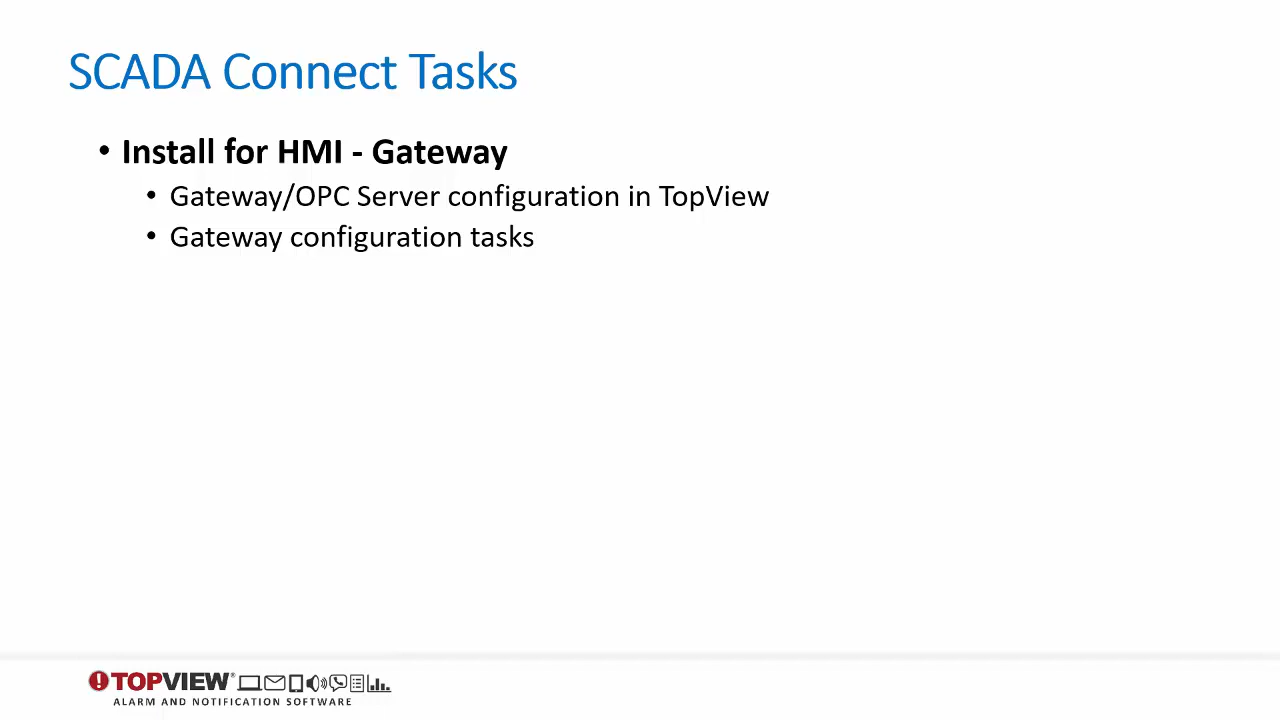 SCADA Connect Tasks
• Install for HMI - Gateway
• Gateway/OPC Server configuration in TopView
• Gateway configuration tasks
TOPVIEW®
ALARM AND NOTIFICATION SOFTWARE